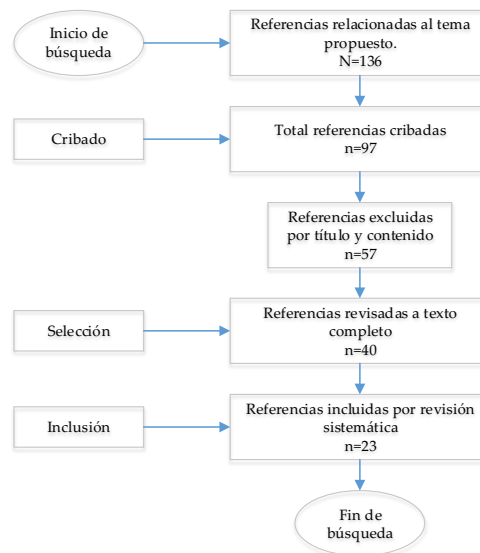 Inicio de
búsqueda
Referencias relacionadas al tema
propuesto.
N=136
Cribado
Total referencias cribadas
n=97
Referencias excluidas
por título y contenido
n=57
Selección
Referencias revisadas a texto
completo
n=40
Inclusión
Referencias incluidas por revisión
sistemática
n=23
Fin de
búsqueda